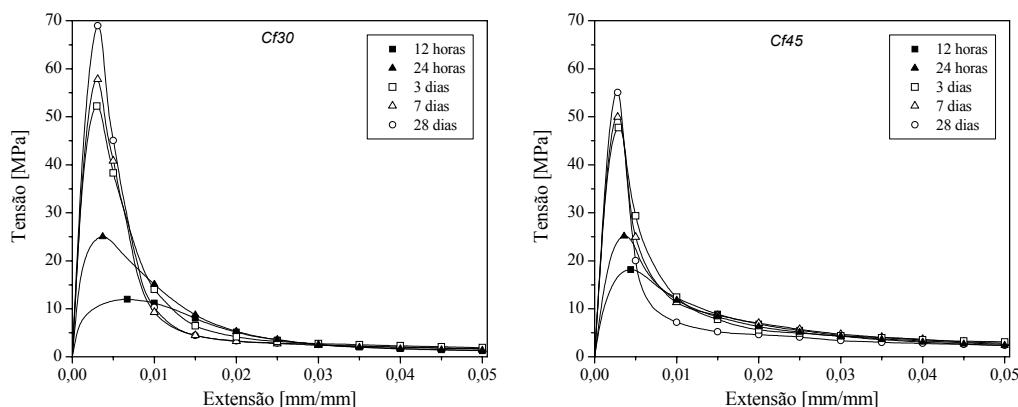 Cf30
12 horas
24 horas
3 dias
7 dias
28 dias
70
60
50
40
30
20
10
0
Tensão [MPa]
0,00 0,01 0,02 0,03 0,04 0,05
Extensão [mm/mm]
Cf45
12 horas
24 horas
3 dias
7 dias
28 dias
70
60
50
40
30
20
10
0
Tensão [MPa]
0,00 0,01 0,02 0,03 0,04 0,05
Extensão [mm/mm]